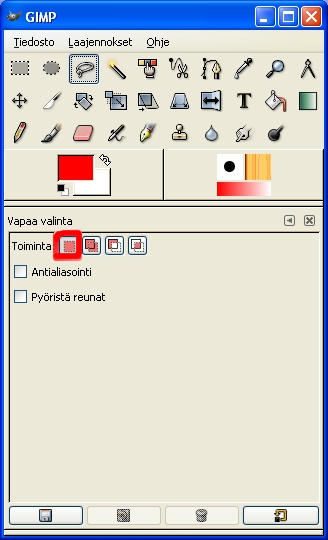 GIMP
Tiedosto Laajennokset Ohje
Vapaa valinta
Toiminta
Antialiasointi
Pyöristä reunat